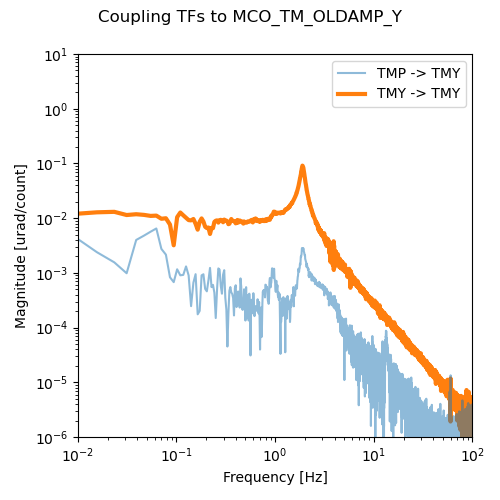 Coupling TFs to MCO_TM_OLDAMP_Y
10^1
10^0
10^-1
10^-2
10^-3
10^-4
10^-5
10^-6
Magnitude [urad/count]
TMP -> TMY
TMY -> TMY
10^-2 10^-1 10^0 10^1 10^2
Frequency [Hz]